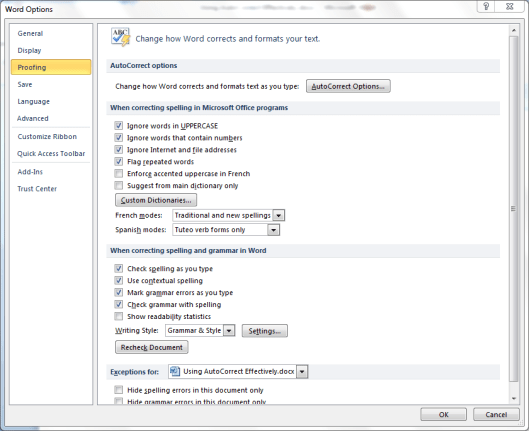 Word Options
General
Display
Proofing
Save
Language
Advanced
Customize Ribbon
Quick Access Toolbar
Add-Ins
Trust Center
ABC
Change how Word corrects and formats your text.
AutoCorrect options
Change how Word corrects and formats text as you type: AutoCorrect Options...
When correcting spelling in Microsoft Office programs
Ignore words in UPPERCASE
Ignore words that contain numbers
Ignore Internet and file addresses
Flag repeated words
Enforce accented uppercase in French
Suggest from main dictionary only
Custom Dictionaries...
French modes: Traditional and new spellings
Spanish modes: Tuteo verb forms only
When correcting spelling and grammar in Word
Check spelling as you type
Use contextual spelling
Mark grammar errors as you type
Check grammar with spelling
Show readability statistics
Writing Style: Grammar & Style Settings...
Recheck Document
Exceptions for: Using AutoCorrect Effectively.docx
Hide spelling errors in this document only
Hide grammar errors in this document only
OK Cancel